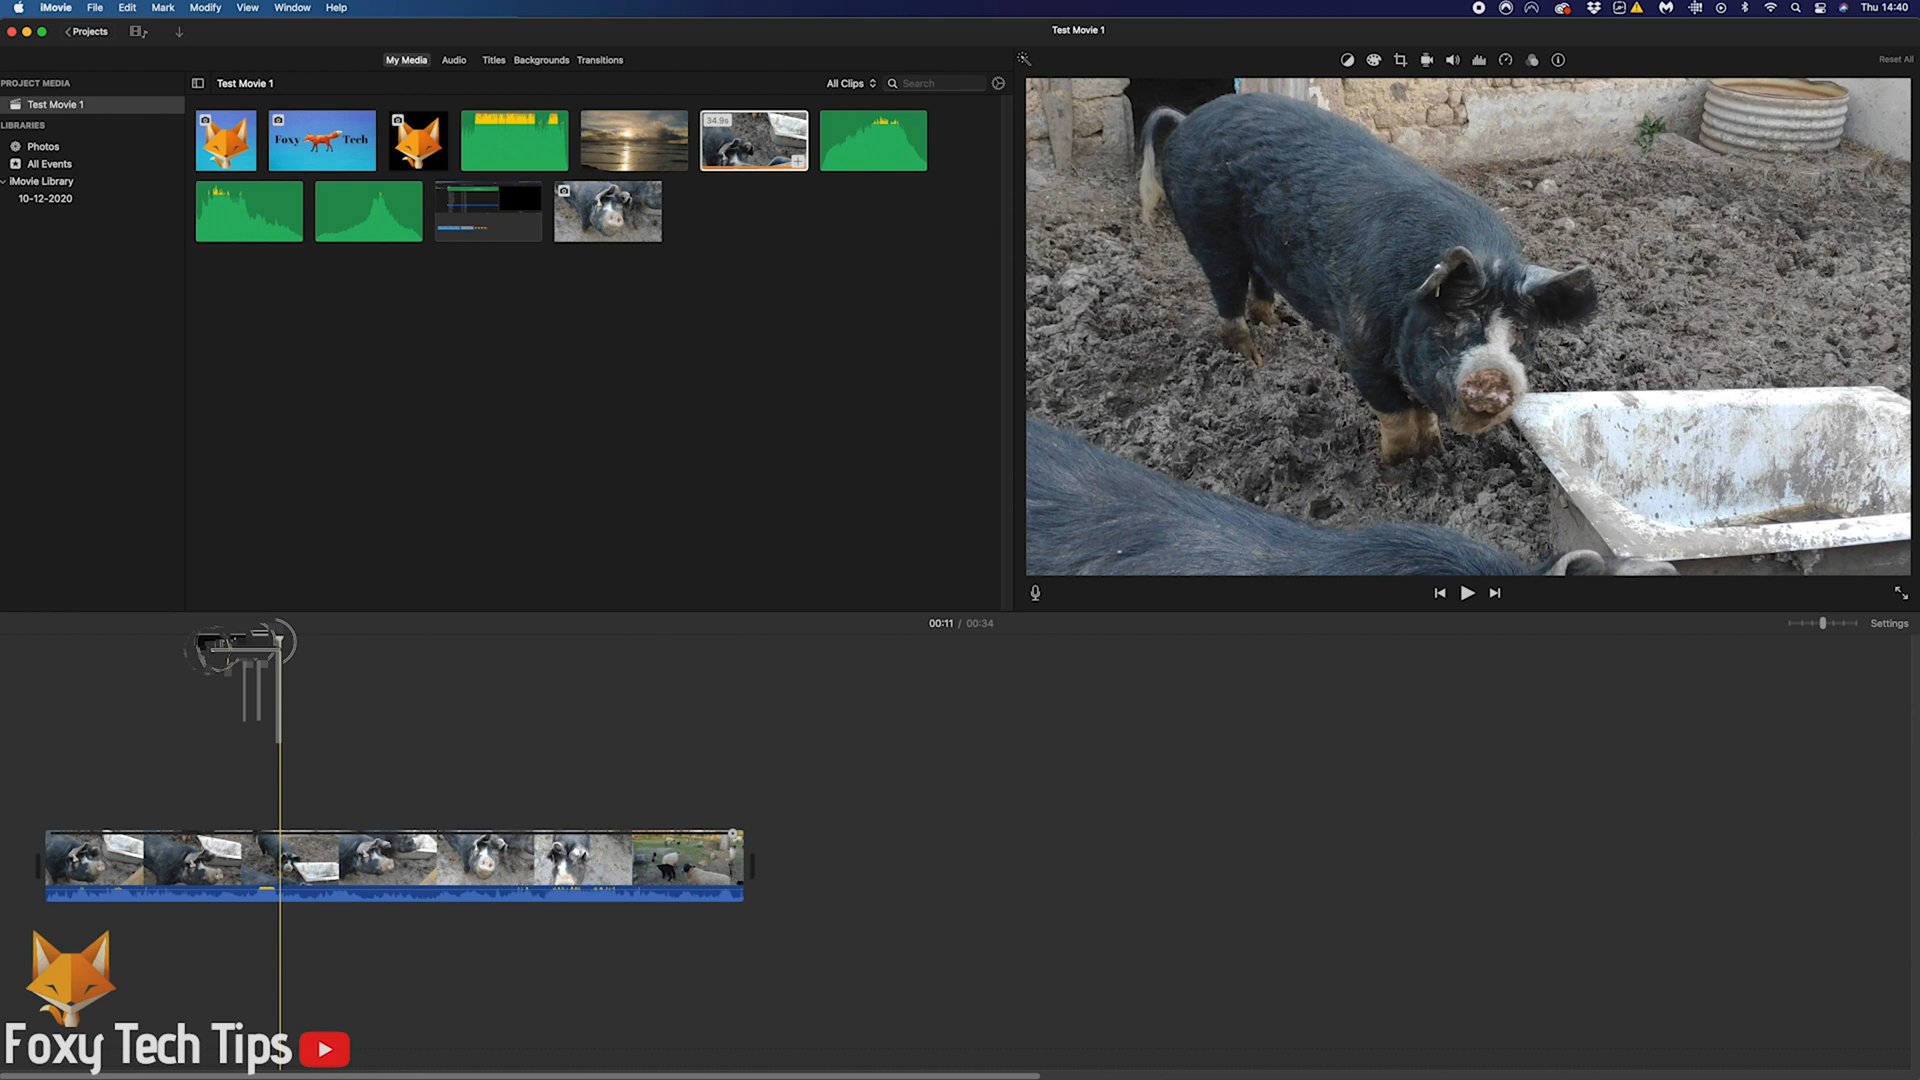 iMovie File Edit Mark Modify View Window Help
Thu 14:40
Projects
Test Movie 1
My Media Audio Titles Backgrounds Transitions
Reset All
PROJECT MEDIA
Test Movie 1
All Clips
Search
Test Movie 1
LIBRARIES
Photos
All Events
iMovie Library
10-12-2020
Foxy Tech
34.9s
00:11 / 00:34
Settings
Foxy Tech Tips